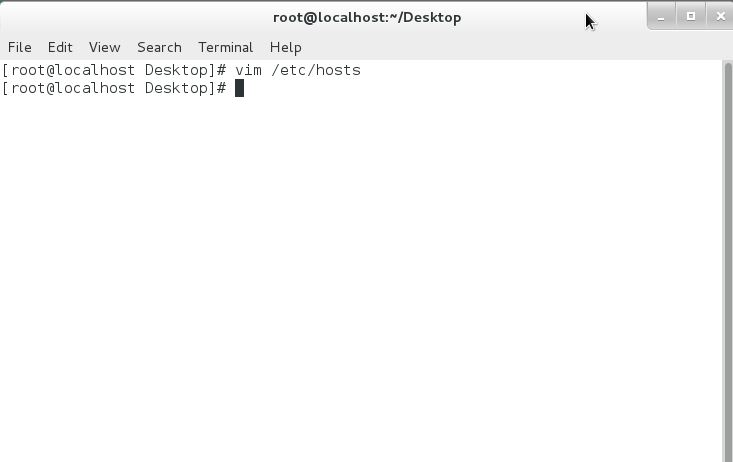 root@localhost:~/Desktop
File Edit View Search Terminal Help
[root@localhost Desktop]# vim /etc/hosts
[root@localhost Desktop]#